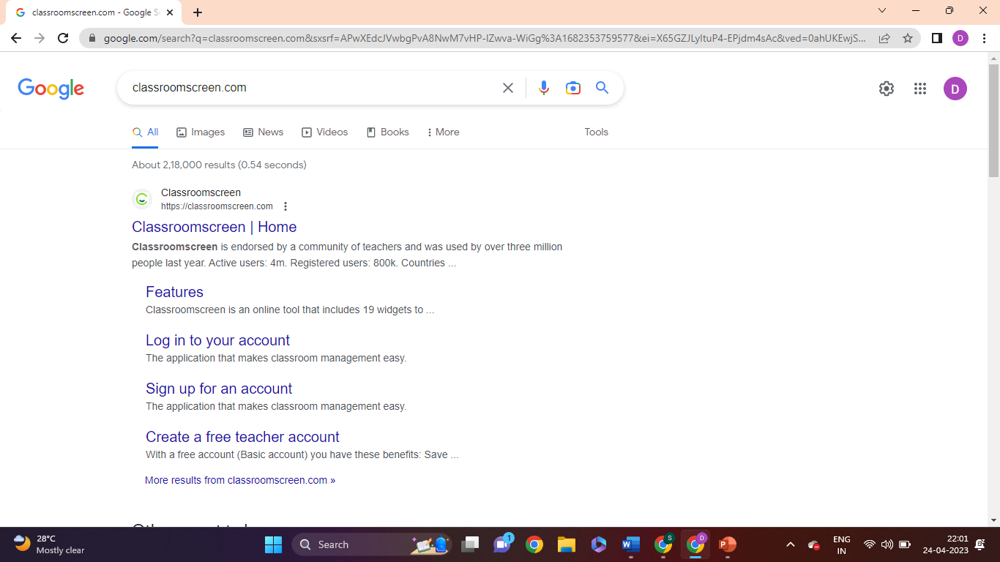 classroomscreen.com - Google S
google.com/search?q=classroomscreen.com&sxsrf=APwXEdcJVwbgPvA8NwM7vHP-IZwva-WiGg%3A1682353759577&ei=X65GZJLyItuP4-EPjdm4sAc&ved=0ahUKEwjS...
D
Google
classroomscreen.com
D
All
Images
News
Videos
Books
More
Tools
About 2,18,000 results (0.54 seconds)
Classroomscreen
https://classroomscreen.com
Classroomscreen | Home
Classroomscreen is endorsed by a community of teachers and was used by over three million
people last year. Active users: 4m. Registered users: 800k. Countries ...
Features
Classroomscreen is an online tool that includes 19 widgets to ...
Log in to your account
The application that makes classroom management easy.
Sign up for an account
The application that makes classroom management easy.
Create a free teacher account
With a free account (Basic account) you have these benefits: Save ...
More results from classroomscreen.com »
28°C
Mostly clear
Search
1
S
D
ENG
IN
22:01
24-04-2023